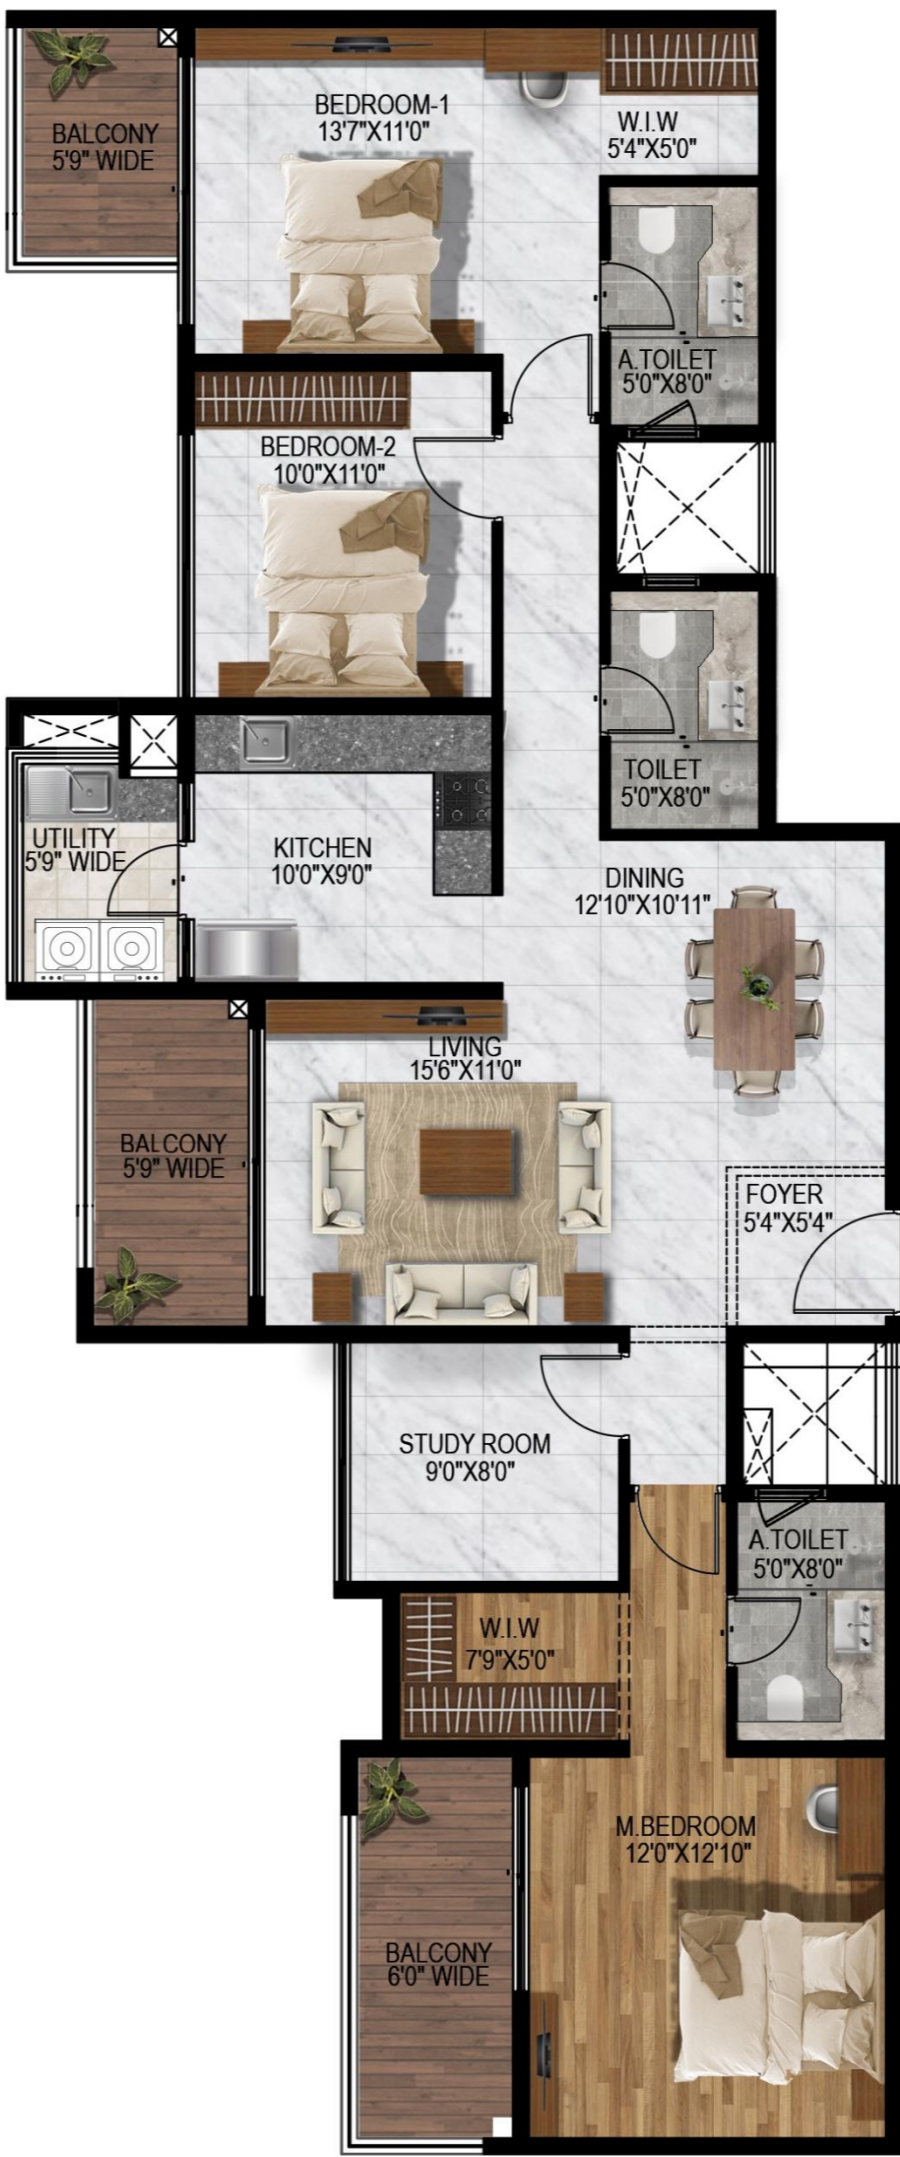 BEDROOM-1
13'7"X11'0"
W.I.W
5'4"X5'0"
BALCONY
5'9" WIDE
A.TOILET
5'0"X8'0"
BEDROOM-2
10'0"X11'0"
TOILET
5'0"X8'0"
UTILITY
5'9" WIDE
KITCHEN
10'0"X9'0"
DINING
12'10"X10'11"
LIVING
15'6"X11'0"
BALCONY
5'9" WIDE
FOYER
5'4"X5'4"
STUDY ROOM
9'0"X8'0"
A.TOILET
5'0"X8'0"
W.I.W
7'9"X5'0"
M.BEDROOM
12'0"X12'10"
BALCONY
6'0" WIDE